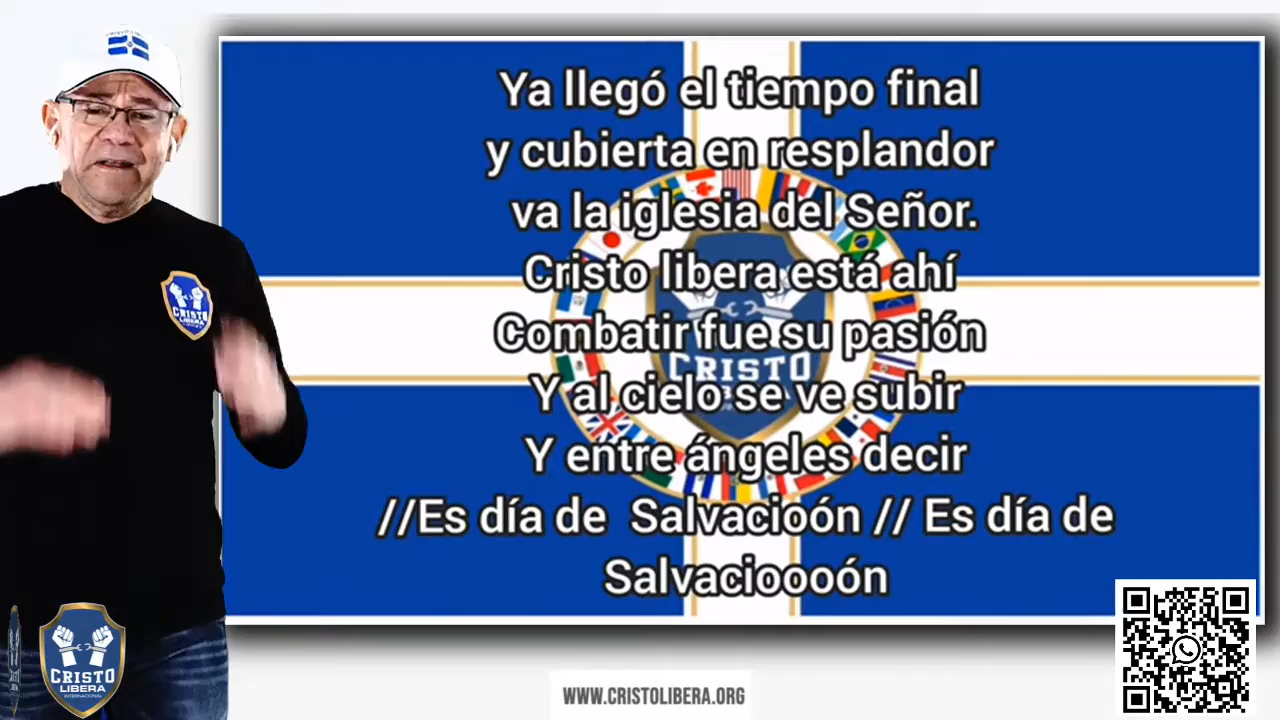 Ya llegó el tiempo final
y cubierta en resplandor
va la iglesia del Señor.
Cristo libera está ahí
Combatir fue su pasión
Y al cielo se ve subir
Y entre ángeles decir
//Es día de  Salvacioón // Es día de
Salvacioooón
CRISTO
CRISTO
LIBERA
CRISTO
LIBERA
INTERNACIONAL
WWW.CRISTOLIBERA.ORG